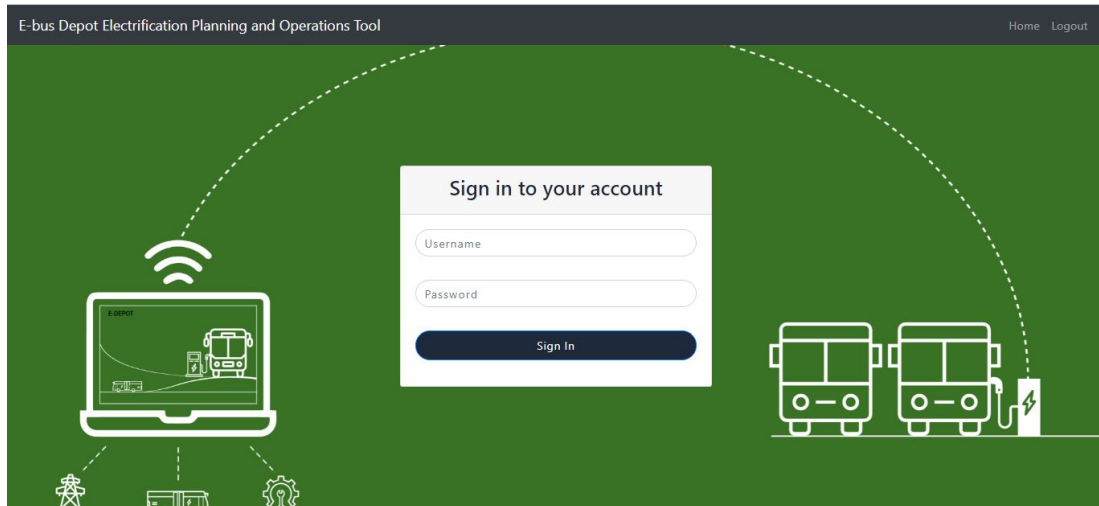 E-bus Depot Electrification Planning and Operations Tool
Home Logout
Sign in to your account
Username
Password
Sign In
E-DEPOT